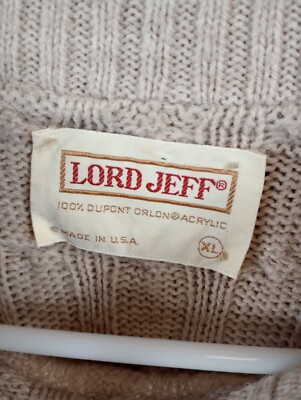 LORD JEFF®
100% DUPONT ORLON® ACRYLIC
MADE IN U.S.A.
XL